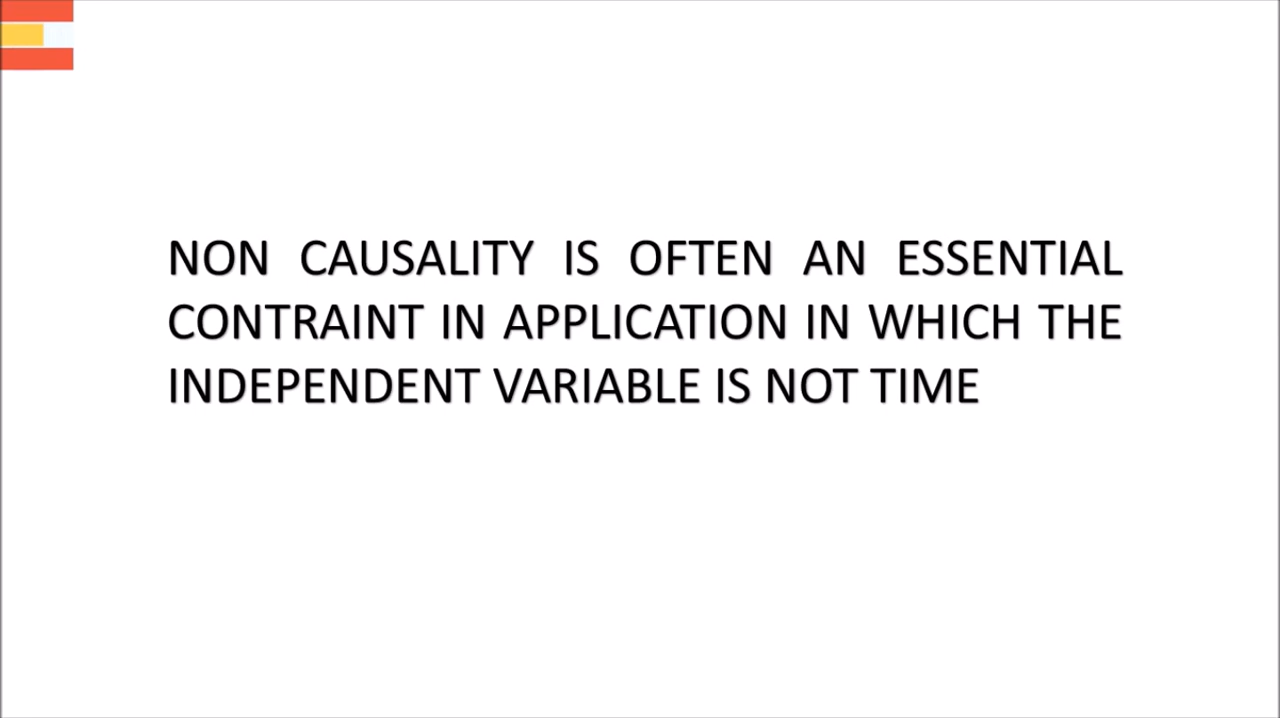 NON CAUSALITY IS OFTEN AN ESSENTIAL
CONTRAINT IN APPLICATION IN WHICH THE
INDEPENDENT VARIABLE IS NOT TIME